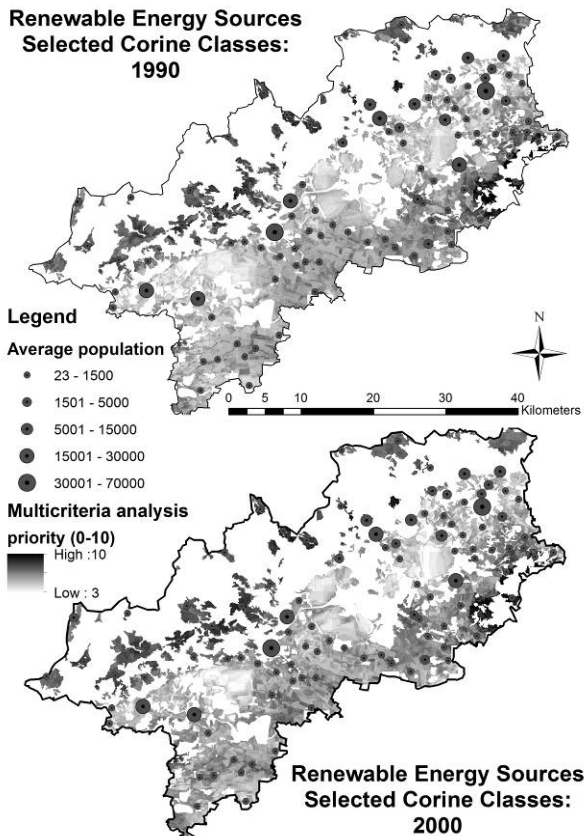 Renewable Energy Sources
Selected Corine Classes:
1990
Legend
Average population
23 - 1500
1501 - 5000
5001 - 15000
15001 - 30000
30001 - 70000
N
0 10 20 30 40
Kilometers
Multicriteria analysis
priority (0-10)
High :10
Low : 3
Renewable Energy Sources
Selected Corine Classes:
2000